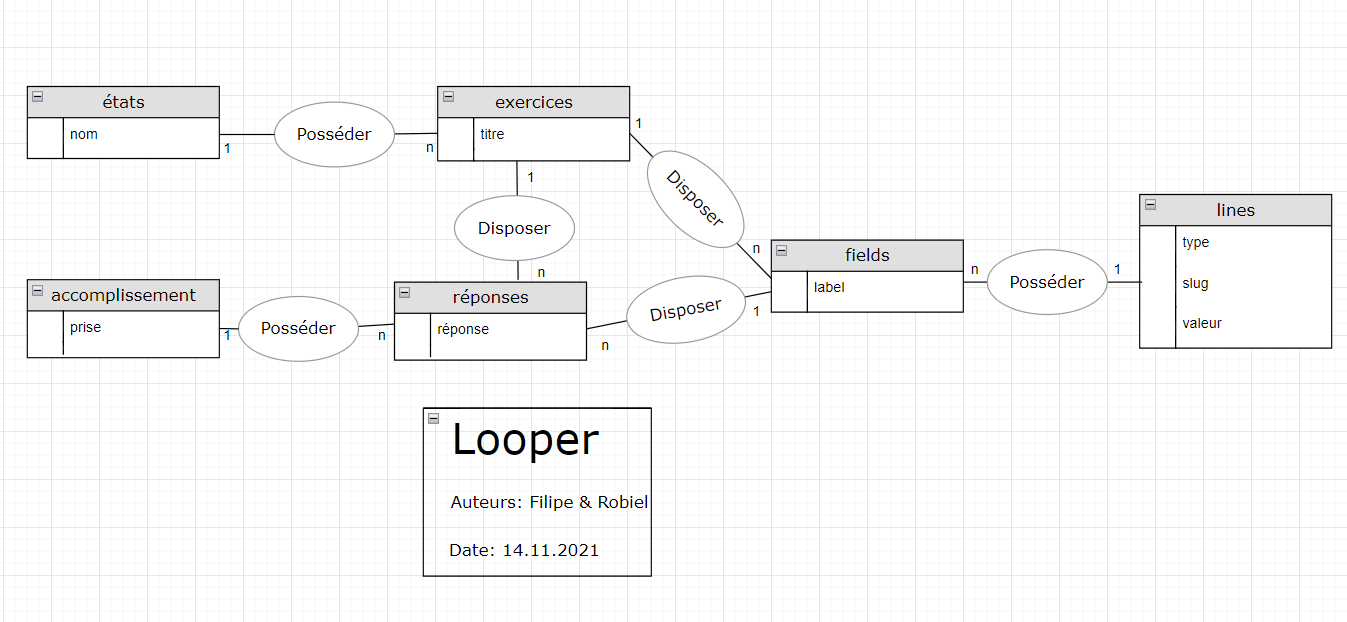 états
nom
1
Posséder
n
exercices
titre
1
Disposer
n
1
Disposer
n
accomplissement
prise
1
Posséder
n
réponses
réponse
n
Disposer
1
fields
label
n
Posséder
1
lines
type
slug
valeur
Looper
Auteurs: Filipe & Robiel
Date: 14.11.2021